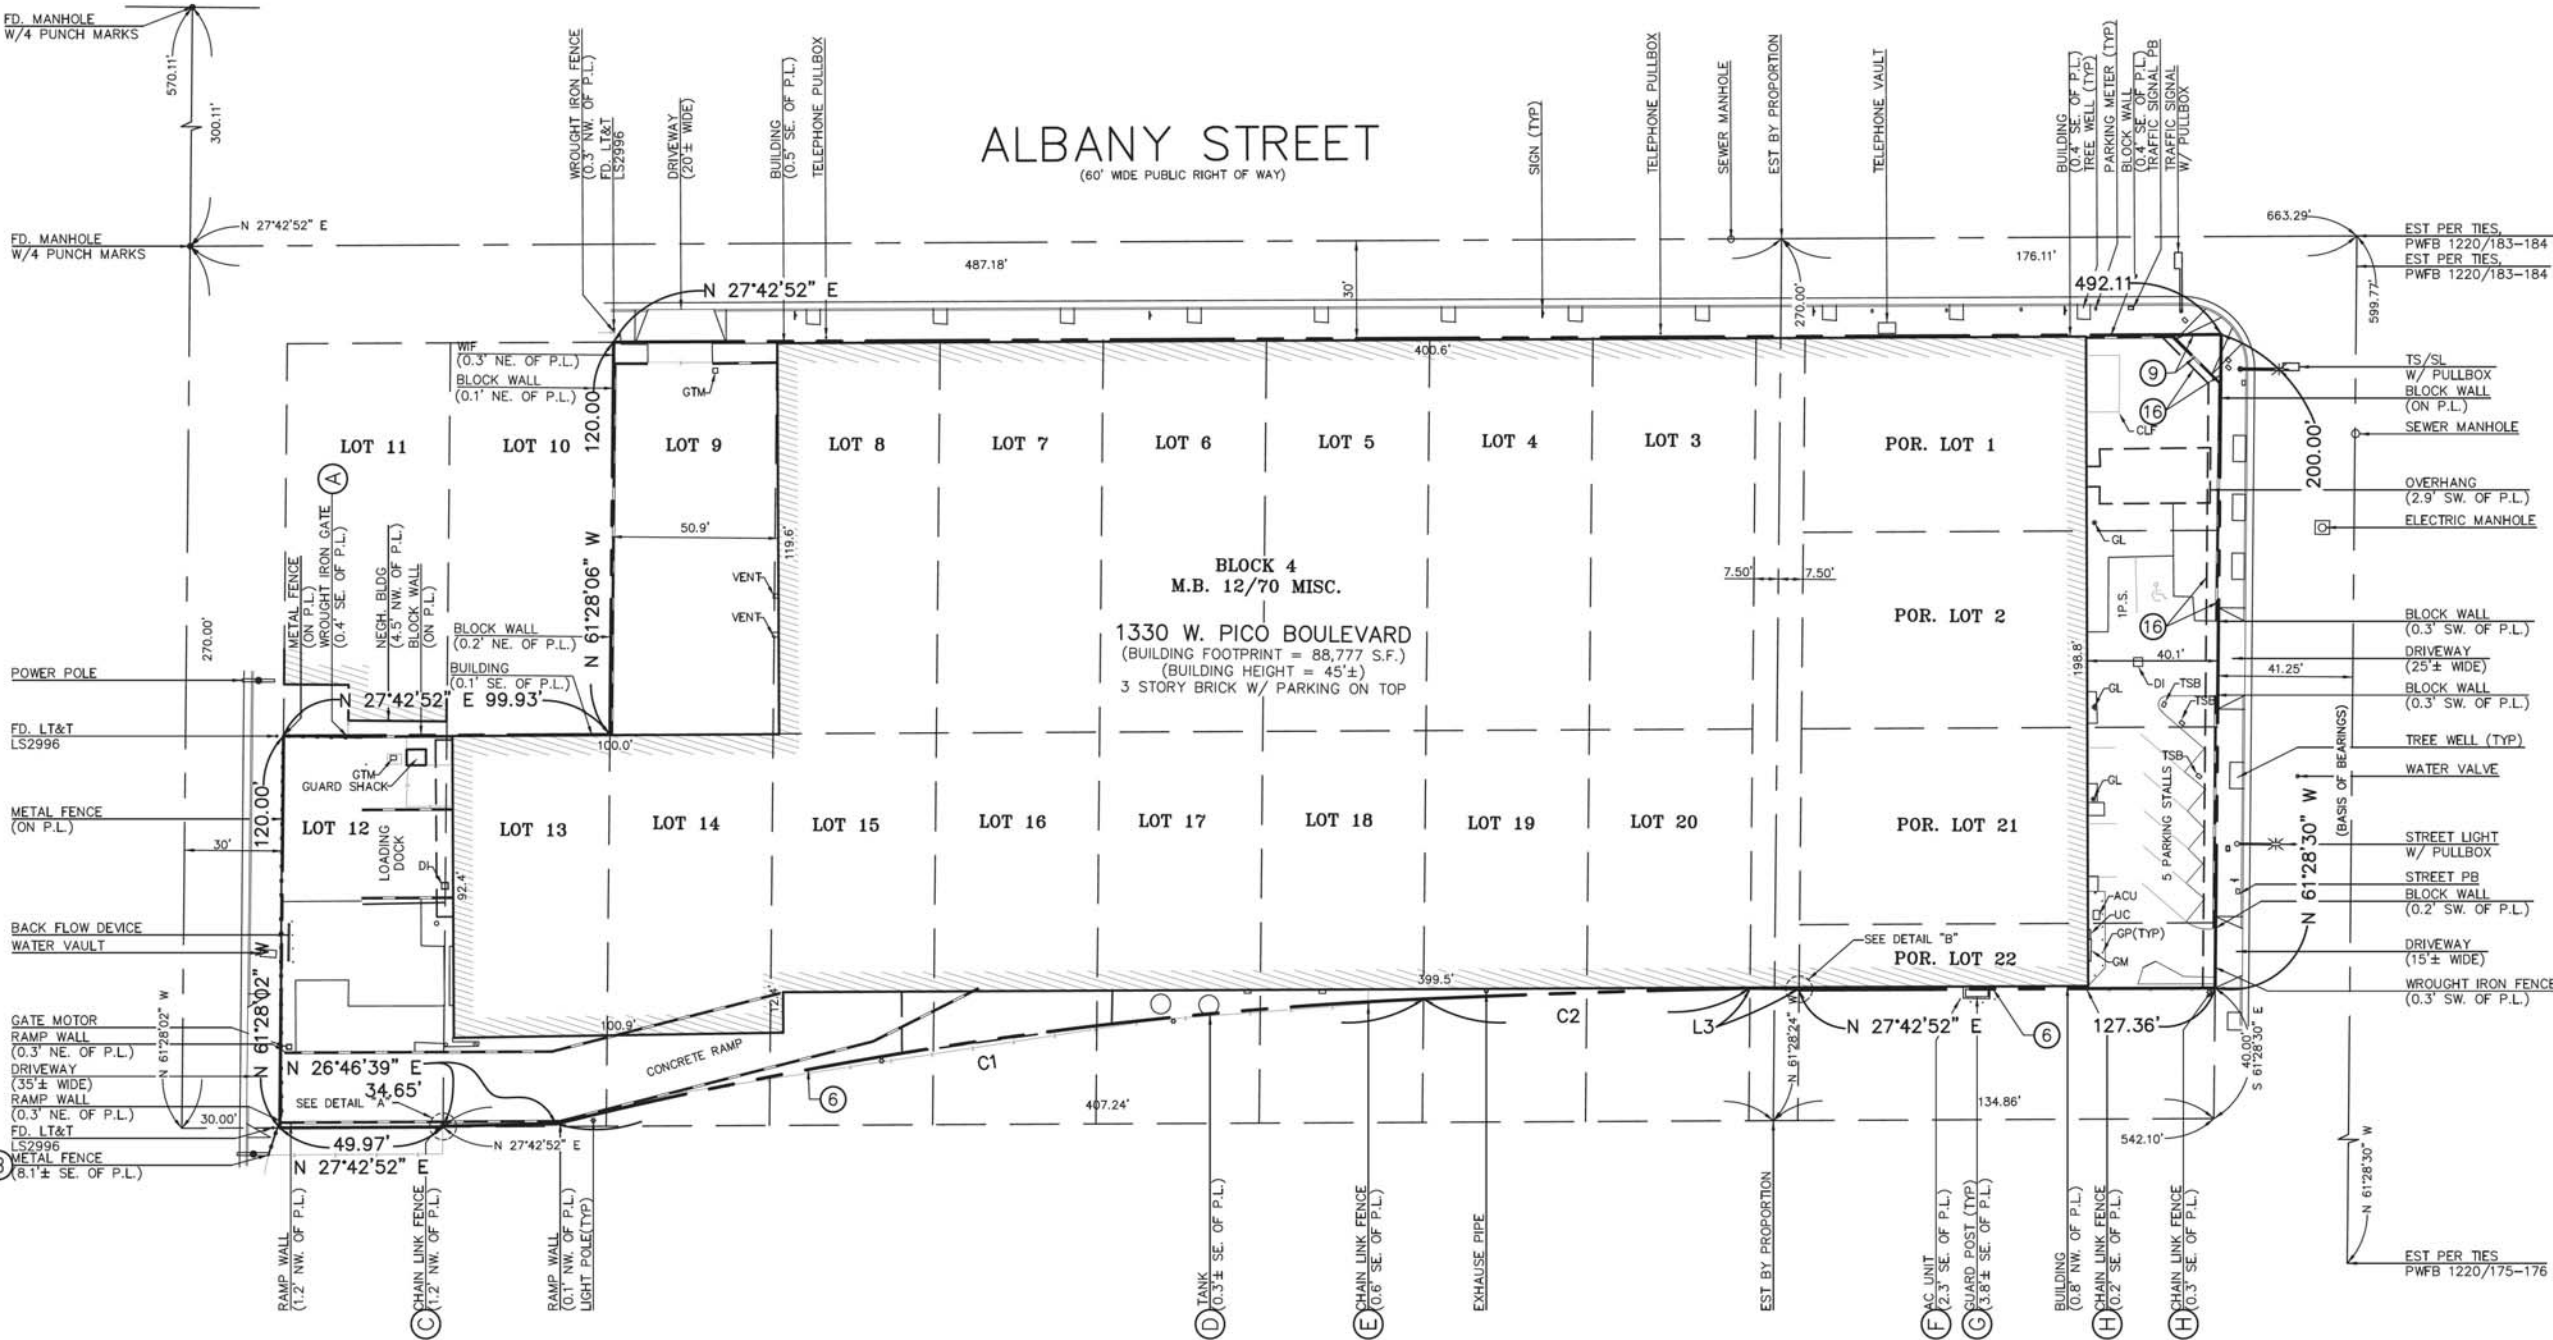 FD. MANHOLE
W/4 PUNCH MARKS
570.11'
300.11'
N 27°42'52" E
FD. MANHOLE
W/4 PUNCH MARKS
WROUGHT IRON FENCE
(0.3' NW. OF P.L.)
FD. LT&T
LS2996
DRIVEWAY
(20'± WIDE)
BUILDING
(0.5' SE. OF P.L.)
TELEPHONE PULLBOX
ALBANY STREET
(60' WIDE PUBLIC RIGHT OF WAY)
SIGN (TYP)
TELEPHONE PULLBOX
SEWER MANHOLE
EST BY PROPORTION
TELEPHONE VAULT
BUILDING
(0.4' SE. OF P.L.)
TREE WELL (TYP)
PARKING METER (TYP)
BLOCK WALL
(0.4' SE. OF P.L.)
TRAFFIC SIGNAL PB
TRAFFIC SIGNAL
W/ PULLBOX
663.29'
EST PER TIES,
PWFB 1220/183-184
EST PER TIES,
PWFB 1220/183-184
487.18'
176.11'
N 27°42'52" E
30'
270.00'
492.11'
599.77'
WIF
(0.3' NE. OF P.L.)
BLOCK WALL
(0.1' NE. OF P.L.)
120.00'
GTM
400.6'
9
16
CLF
TS/SL
W/ PULLBOX
BLOCK WALL
(ON P.L.)
SEWER MANHOLE
200.00'
OVERHANG
(2.9' SW. OF P.L.)
ELECTRIC MANHOLE
LOT 11
LOT 10
LOT 9
LOT 8
LOT 7
LOT 6
LOT 5
LOT 4
LOT 3
POR. LOT 1
A
METAL FENCE
(ON P.L.)
WROUGHT IRON GATE
(0.4' SE. OF P.L.)
NEGH. BLDG
(4.5' NW. OF P.L.)
BLOCK WALL
(ON P.L.)
50.9'
119.6'
GL
N 61°28'06" W
VENT
VENT
BLOCK 4
M.B. 12/70 MISC.
7.50'
7.50'
1330 W. PICO BOULEVARD
(BUILDING FOOTPRINT = 88,777 S.F.)
(BUILDING HEIGHT = 45'±)
3 STORY BRICK W/ PARKING ON TOP
POR. LOT 2
1P.S.
16
198.8'
40.1'
41.25'
BLOCK WALL
(0.3' SW. OF P.L.)
DRIVEWAY
(25'± WIDE)
BLOCK WALL
(0.3' SW. OF P.L.)
270.00'
BLOCK WALL
(0.2' NE. OF P.L.)
BUILDING
(0.1' SE. OF P.L.)
POWER POLE
N 27°42'52" E 99.93'
FD. LT&T
LS2996
100.0'
DI
TSB
TSB
GL
TSB
GL
(BASIS OF BEARINGS)
TREE WELL (TYP)
WATER VALVE
GTM
GUARD SHACK
METAL FENCE
(ON P.L.)
120.00'
30'
LOT 12
LOADING
DOCK
DI
92.4'
LOT 13
LOT 14
LOT 15
LOT 16
LOT 17
LOT 18
LOT 19
LOT 20
POR. LOT 21
5 PARKING STALLS
N 61°28'30" W
STREET LIGHT
W/ PULLBOX
STREET PB
BLOCK WALL
(0.2' SW. OF P.L.)
ACU
UC
GP(TYP)
GM
DRIVEWAY
(15'± WIDE)
WROUGHT IRON FENCE
(0.3' SW. OF P.L.)
BACK FLOW DEVICE
WATER VAULT
SEE DETAIL "B"
POR. LOT 22
399.5'
12.4'
100.9'
N 61°28'02" W
N 61°28'02" W
GATE MOTOR
RAMP WALL
(0.3' NE. OF P.L.)
DRIVEWAY
(35'± WIDE)
RAMP WALL
(0.3' NE. OF P.L.)
FD. LT&T
LS2996
METAL FENCE
(8.1'± SE. OF P.L.)
N 26°46'39" E
34.65'
SEE DETAIL "A"
30.00'
49.97'
N 27°42'52" E
N 27°42'52" E
CONCRETE RAMP
6
C1
C2
L3
407.24'
N 61°28'24" W
N 27°42'52" E
6
127.36'
134.86'
40.00'
S 61°28'30" E
542.10'
N 61°28'30" W
EST PER TIES
PWFB 1220/175-176
RAMP WALL
(1.2' NW. OF P.L.)
C
CHAIN LINK FENCE
(1.2' NW. OF P.L.)
RAMP WALL
(0.1' NW. OF P.L.)
LIGHT POLE(TYP)
D
TANK
(0.3'± SE. OF P.L.)
E
CHAIN LINK FENCE
(0.6' SE. OF P.L.)
EXHAUSE PIPE
EST BY PROPORTION
F
AC UNIT
(2.3' SE. OF P.L.)
G
GUARD POST (TYP)
(3.8'± SE. OF P.L.)
BUILDING
(0.8' NW. OF P.L.)
H
CHAIN LINK FENCE
(0.2' SE. OF P.L.)
H
CHAIN LINK FENCE
(0.3' SE. OF P.L.)